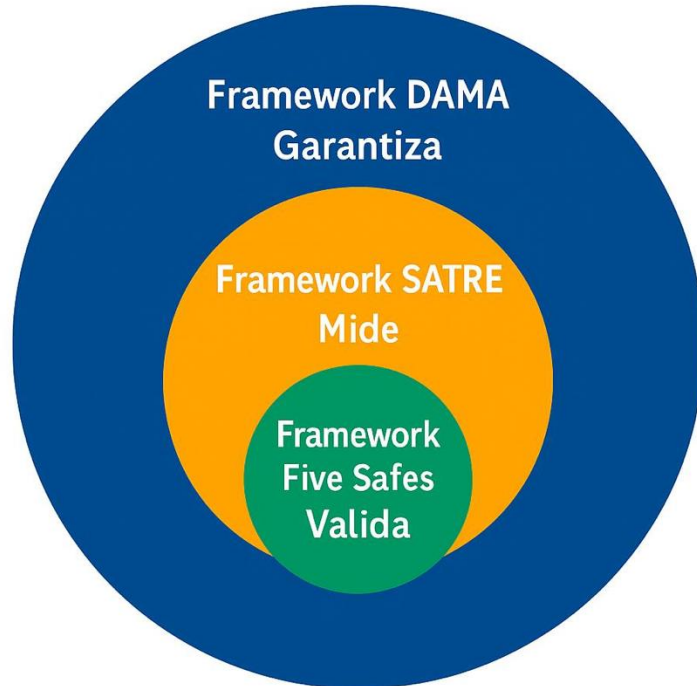 Framework DAMA
Garantiza
Framework SATRE
Mide
Framework
Five Safes
Valida